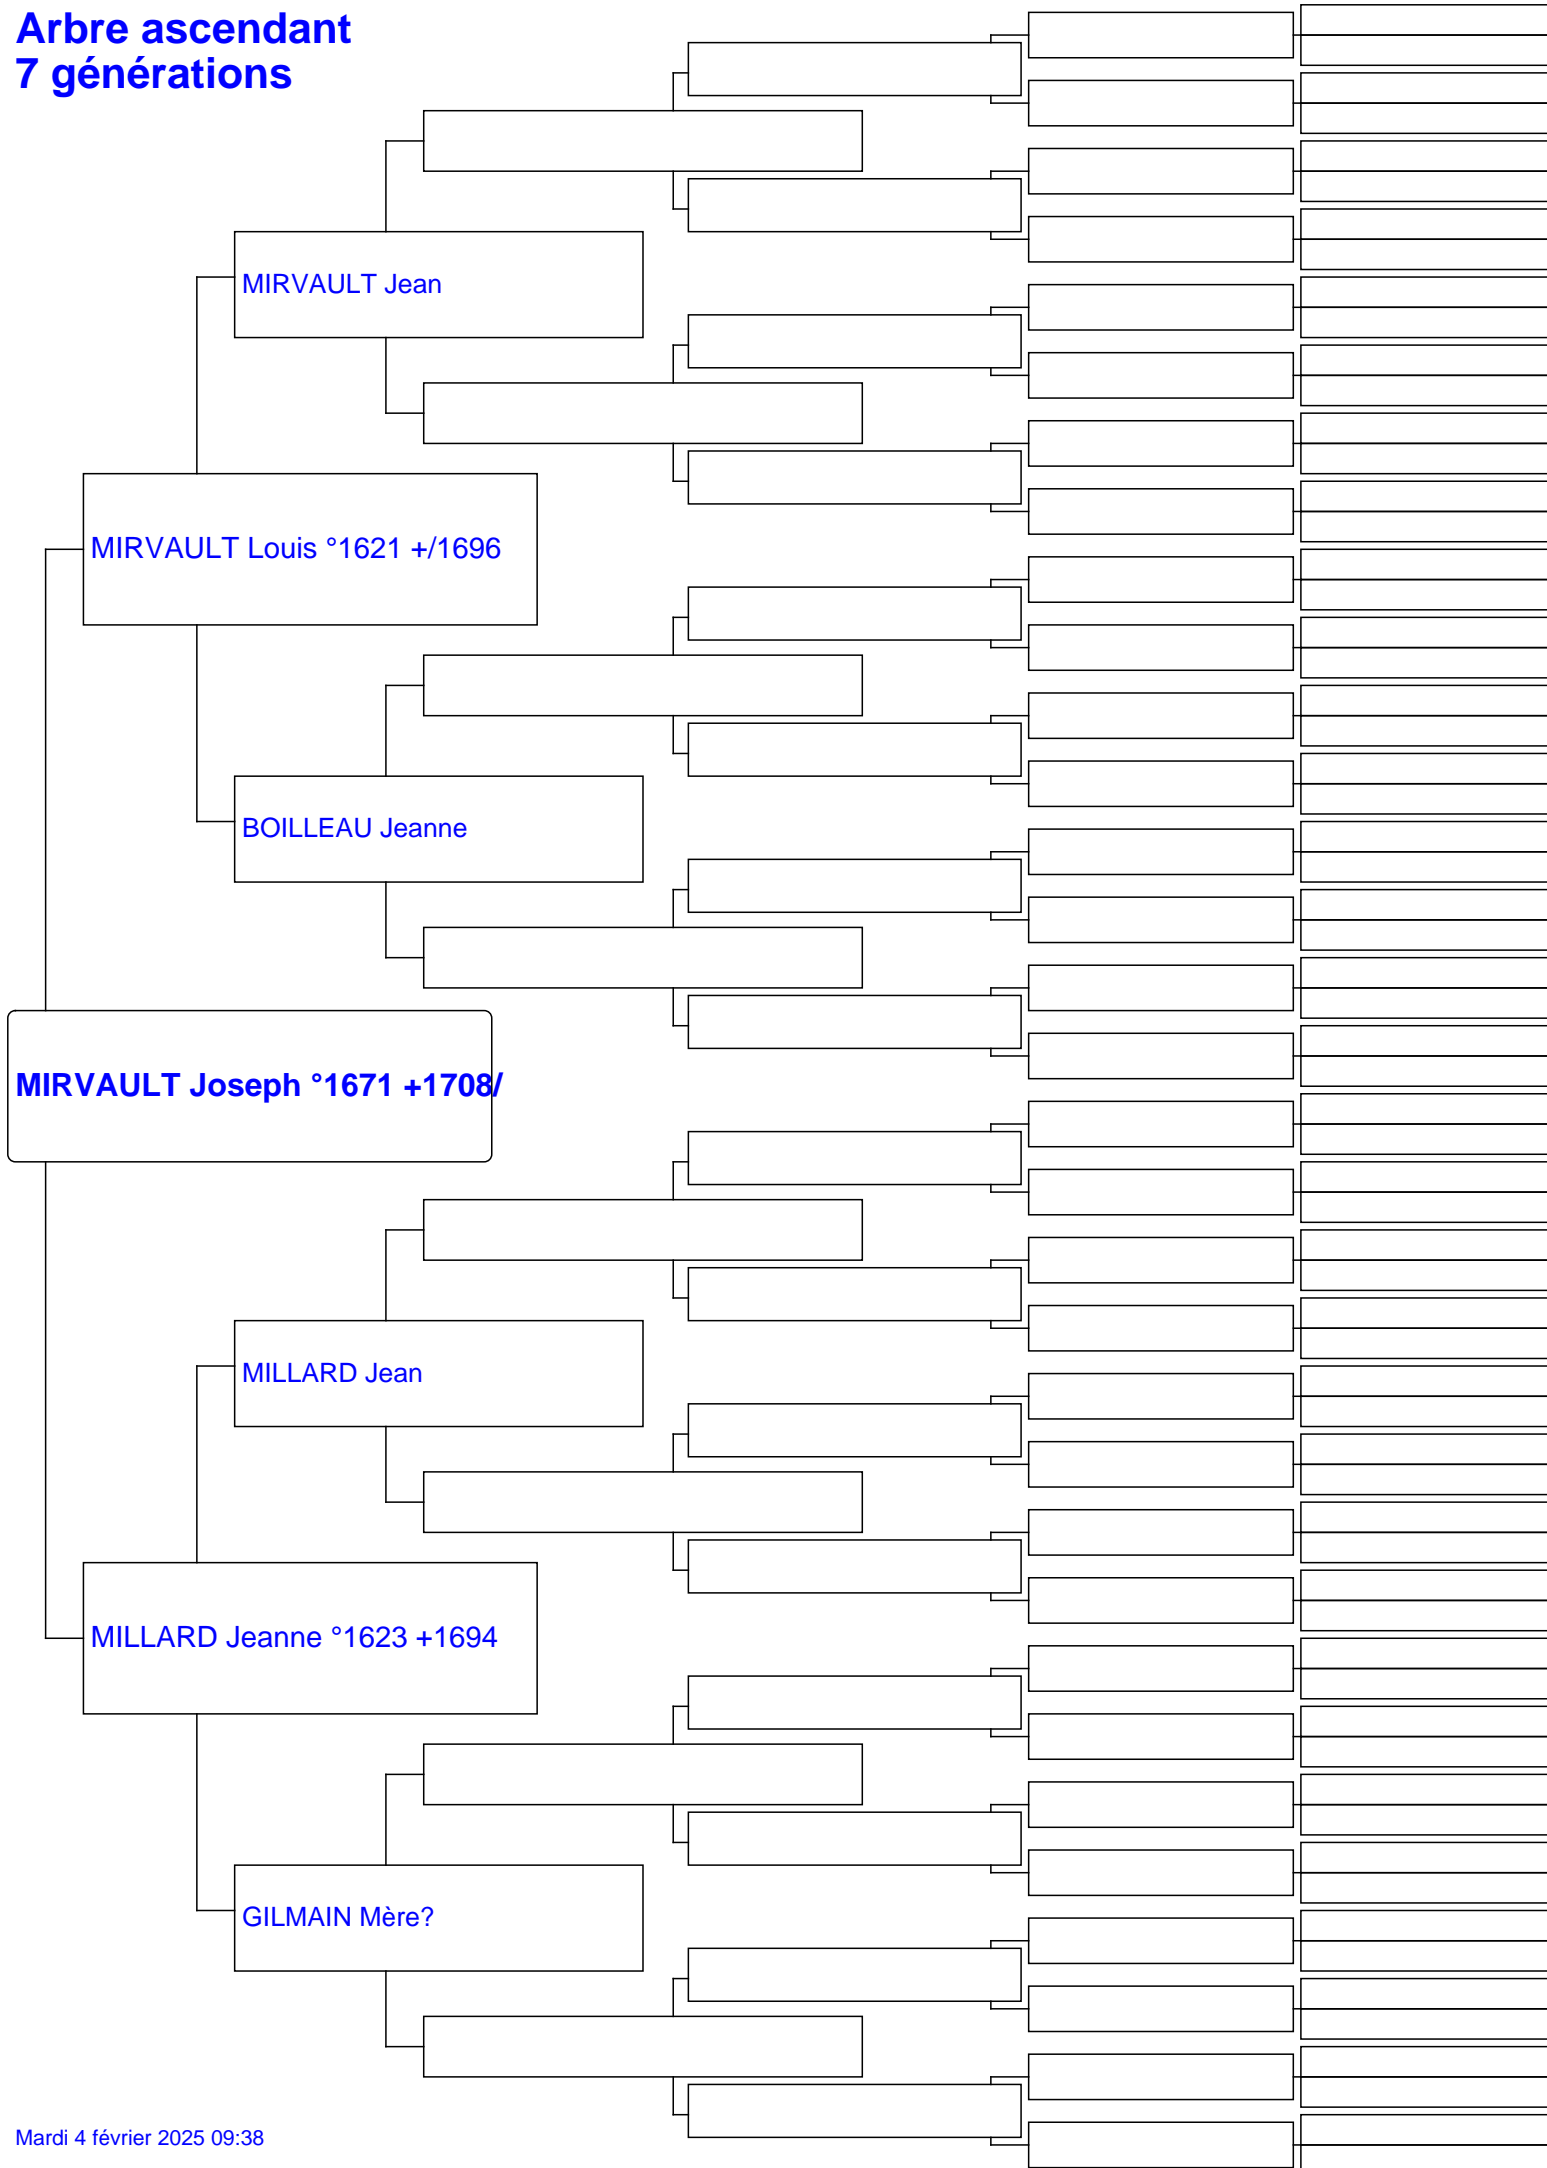 Arbre ascendant
7 générations
MIRVAULT Jean
MIRVAULT Louis °1621 +/1696
BOILLEAU Jeanne
MIRVAULT Joseph °1671 +1708/
MILLARD Jean
MILLARD Jeanne °1623 +1694
GILMAIN Mère?
Mardi 4 février 2025 09:38